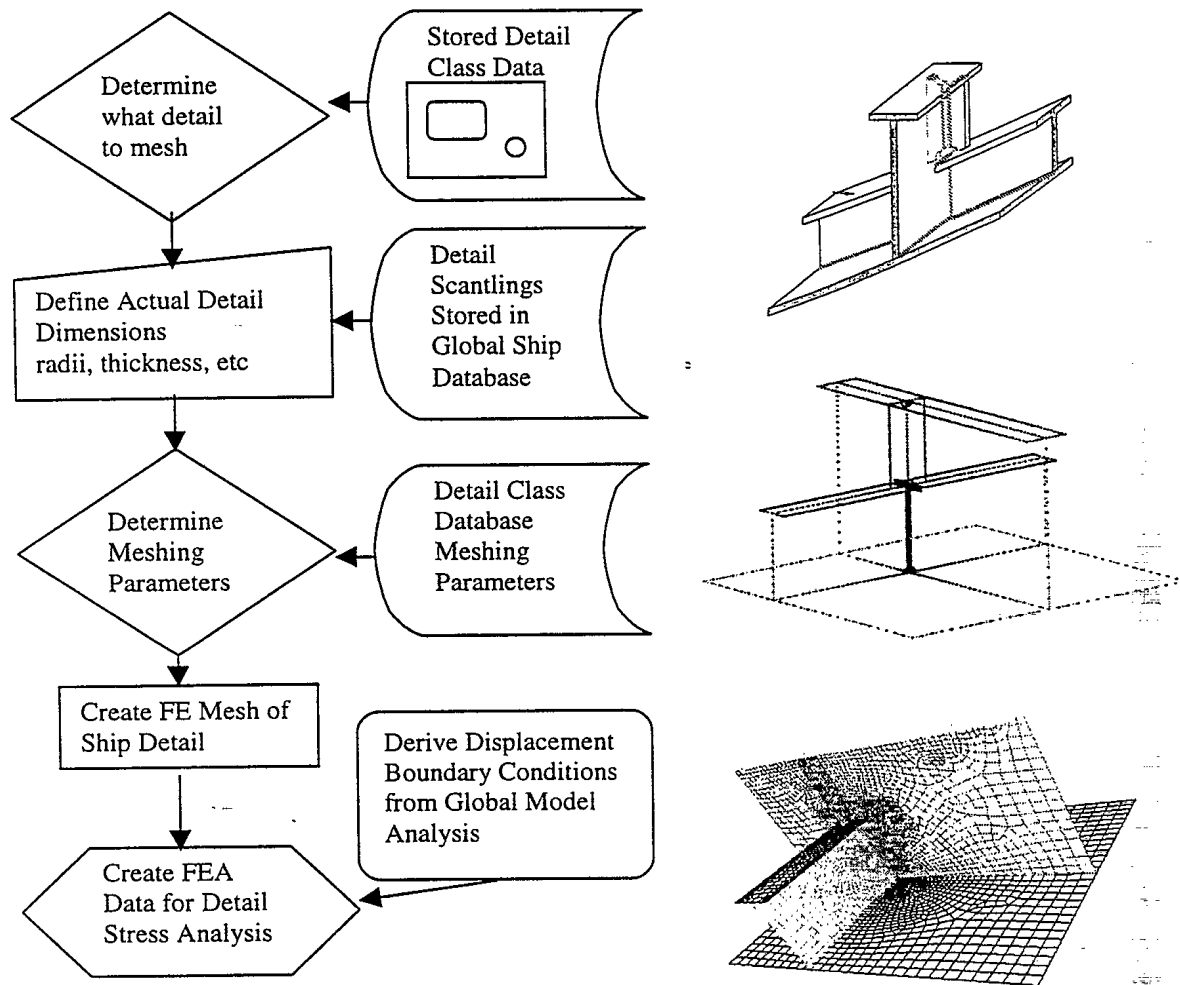 Determine
what detail
to mesh
Stored Detail
Class Data
Define Actual Detail
Dimensions
radii, thickness, etc
Detail
Scantlings
Stored in
Global Ship
Database
Determine
Meshing
Parameters
Detail Class
Database
Meshing
Parameters
Create FE Mesh of
Ship Detail
Derive Displacement
Boundary Conditions
from Global Model
Analysis
Create FEA
Data for Detail
Stress Analysis